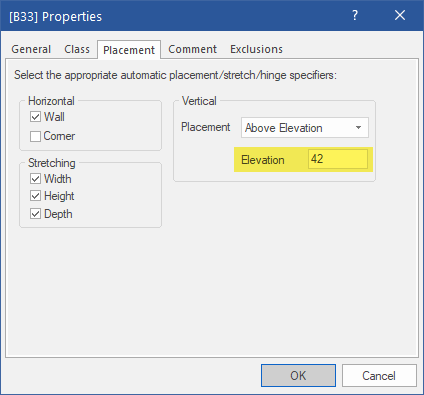 [B33] Properties ?
General Class Placement Comment Exclusions
Select the appropriate automatic placement/stretch/hinge specifiers:
Horizontal
Wall
Corner
Stretching
Width
Height
Depth
Vertical
Placement Above Elevation
Elevation 42
OK Cancel